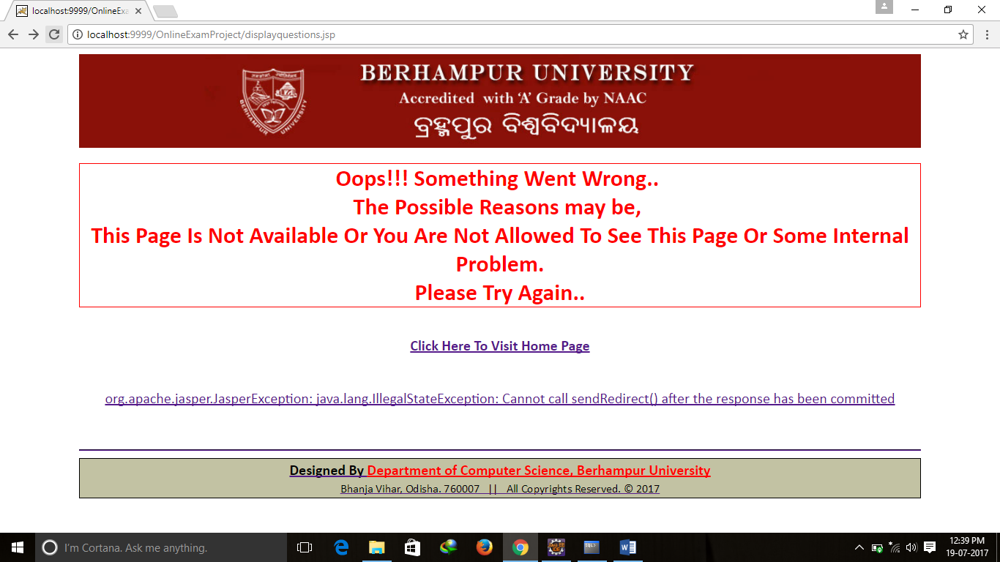 localhost:9999/OnlineExa
localhost:9999/OnlineExamProject/displayquestions.jsp
BERHAMPUR UNIVERSITY
Accredited with ‘A’ Grade by NAAC
ବ୍ରହ୍ମପୁର ବିଶ୍ୱବିଦ୍ୟାଳୟ
BERHAMPUR UNIVERSITY
Oops!!! Something Went Wrong..
The Possible Reasons may be,
This Page Is Not Available Or You Are Not Allowed To See This Page Or Some Internal
Problem.
Please Try Again..
Click Here To Visit Home Page
org.apache.jasper.JasperException: java.lang.IllegalStateException: Cannot call sendRedirect() after the response has been committed
Designed By Department of Computer Science, Berhampur University
Bhanja Vihar, Odisha. 760007 || All Copyrights Reserved. © 2017
I'm Cortana. Ask me anything.
12:39 PM
19-07-2017